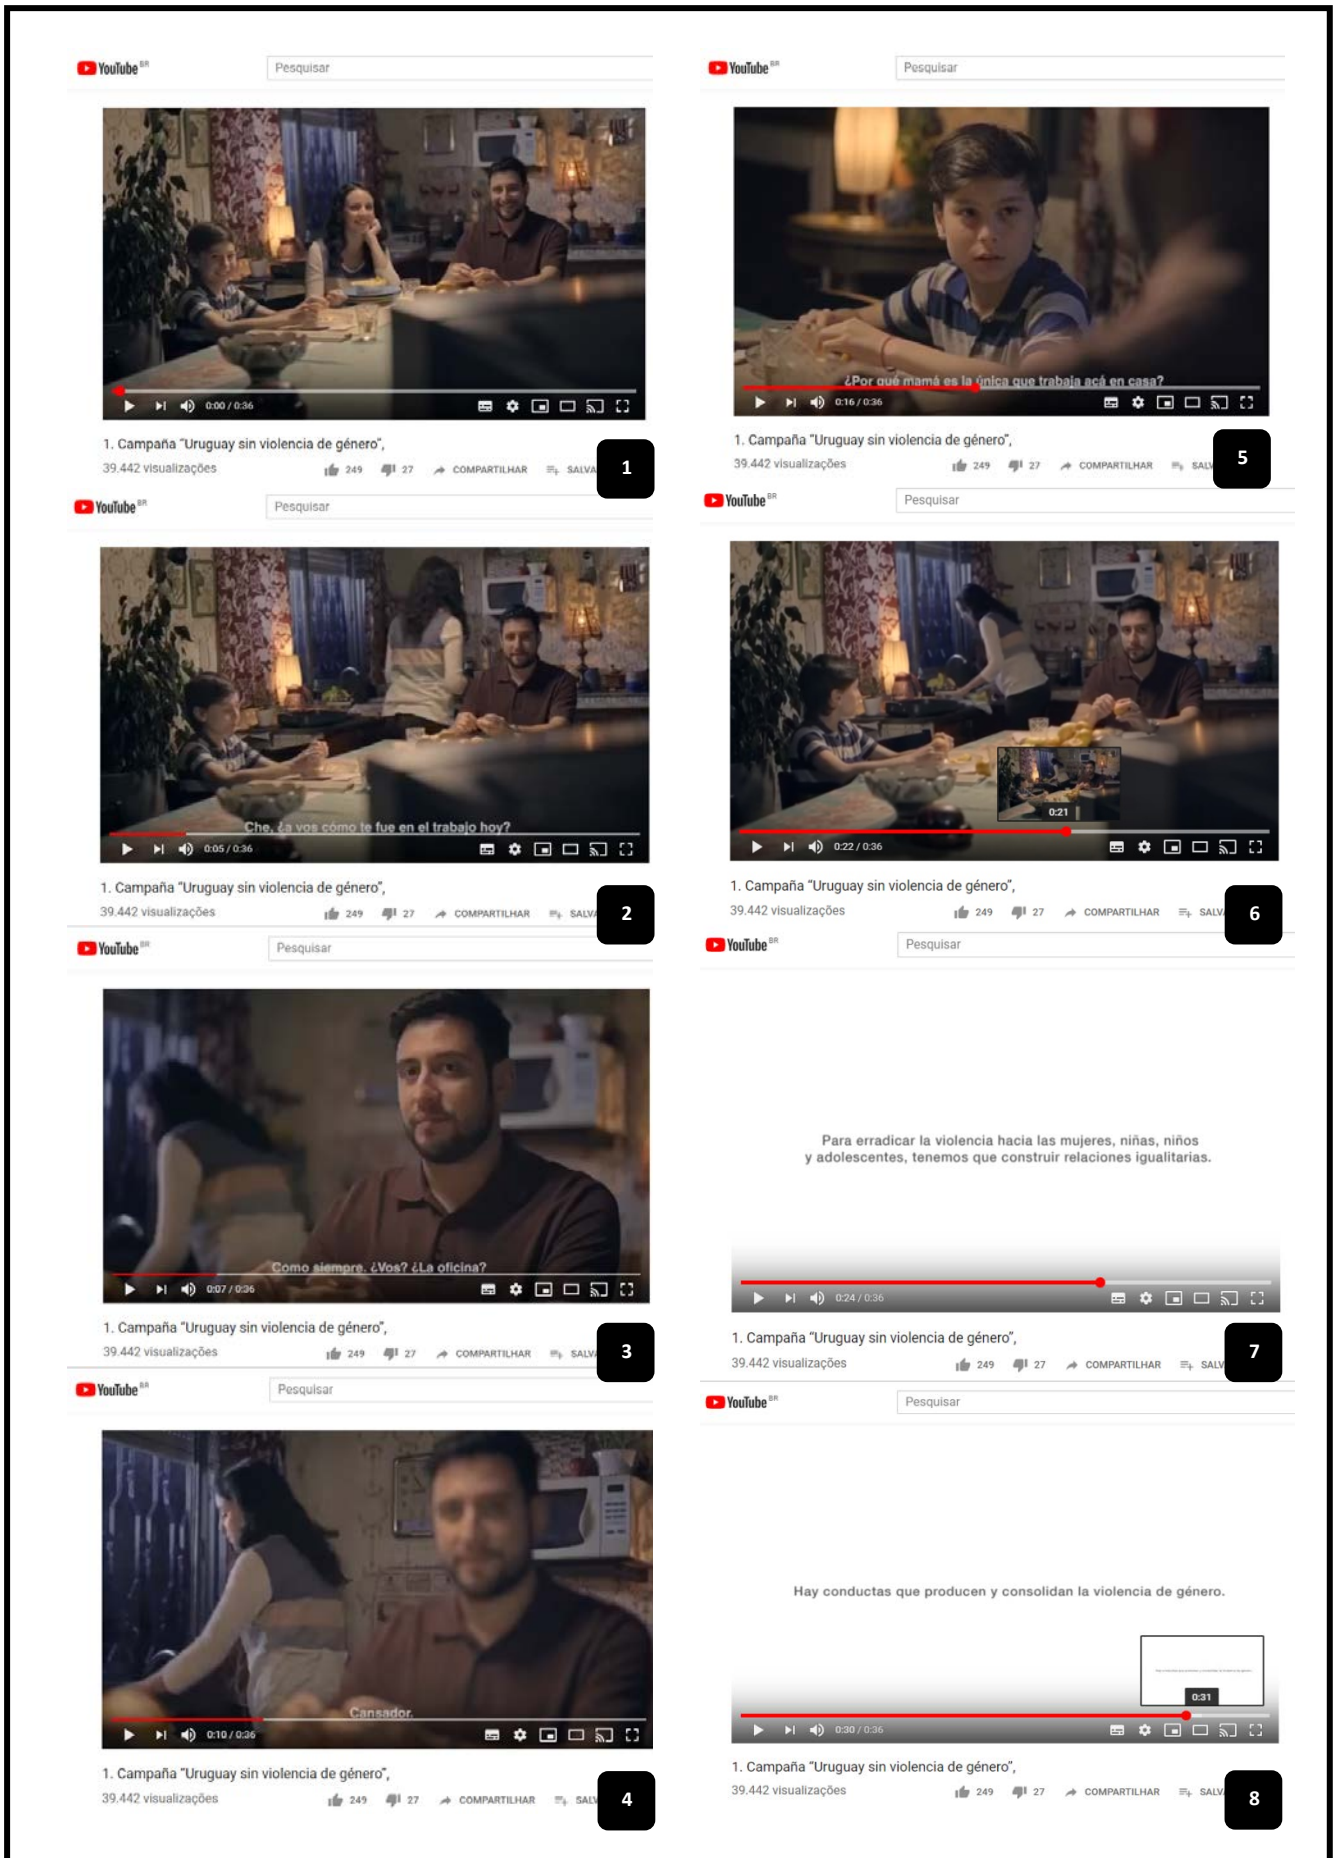 YouTube BR
Pesquisar
0:00 / 0:36
1. Campaña “Uruguay sin violencia de género”,
39.442 visualizações
249
27
COMPARTILHAR
SALVA
1
YouTube BR
Pesquisar
Che, ¿a vos cómo te fue en el trabajo hoy?
0:05 / 0:36
1. Campaña “Uruguay sin violencia de género”,
39.442 visualizações
249
27
COMPARTILHAR
SALV
2
YouTube BR
Pesquisar
Como siempre. ¿Vos? ¿La oficina?
0:07 / 0:36
1. Campaña “Uruguay sin violencia de género”,
39.442 visualizações
249
27
COMPARTILHAR
SALV
3
YouTube BR
Pesquisar
Cansador.
0:10 / 0:36
1. Campaña “Uruguay sin violencia de género”,
39.442 visualizações
249
27
COMPARTILHAR
SALV
4
YouTube BR
Pesquisar
¿Por qué mamá es la única que trabaja acá en casa?
0:16 / 0:36
1. Campaña “Uruguay sin violencia de género”,
39.442 visualizações
249
27
COMPARTILHAR
SAL
5
YouTube BR
Pesquisar
0:21
0:22 / 0:36
1. Campaña “Uruguay sin violencia de género”,
39.442 visualizações
249
27
COMPARTILHAR
SALV
6
YouTube BR
Pesquisar
Para erradicar la violencia hacia las mujeres, niñas, niños
y adolescentes, tenemos que construir relaciones igualitarias.
0:24 / 0:36
1. Campaña “Uruguay sin violencia de género”,
39.442 visualizações
249
27
COMPARTILHAR
SALV
7
YouTube BR
Pesquisar
Hay conductas que producen y consolidan la violencia de género.
0:31
0:30 / 0:36
1. Campaña “Uruguay sin violencia de género”,
39.442 visualizações
249
27
COMPARTILHAR
SALV
8